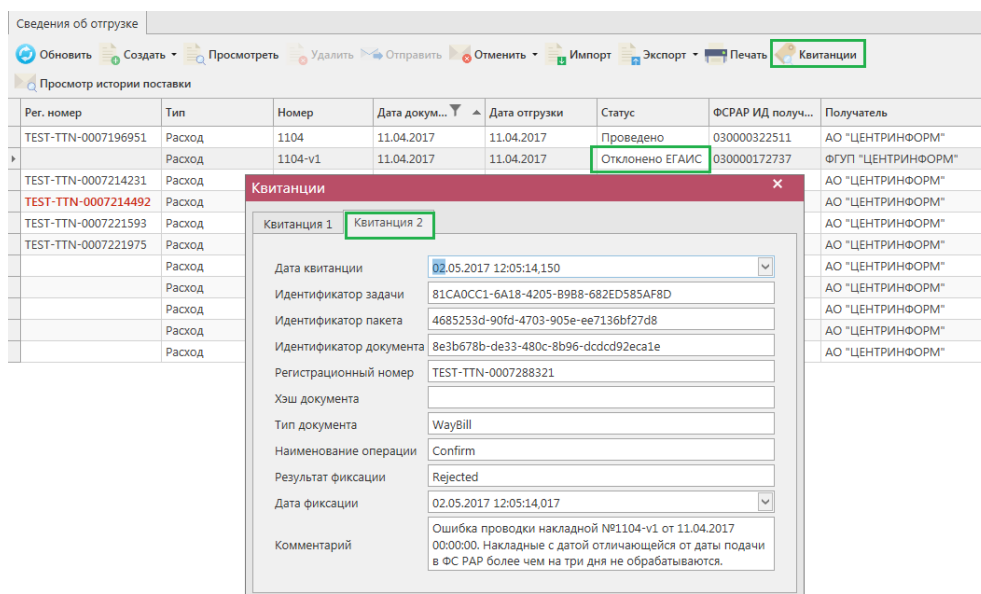 Сведения об отгрузке
Обновить Создать Просмотреть Удалить Отправить Отменить Импорт Экспорт Печать Квитанции
Просмотр истории поставки
Рег. номер Тип Номер Дата докум... Дата отгрузки Статус ФСРАР ИД получ... Получатель
TEST-TTN-0007196951 Расход 1104 11.04.2017 11.04.2017 Проведено 030000322511 АО "ЦЕНТРИНФОРМ"
Расход 1104-v1 11.04.2017 11.04.2017 Отклонено ЕГАИС 030000172737 ФГУП "ЦЕНТРИНФОРМ"
TEST-TTN-0007214231 Расход АО "ЦЕНТРИНФОРМ"
TEST-TTN-0007214492 Расход АО "ЦЕНТРИНФОРМ"
TEST-TTN-0007221593 Расход АО "ЦЕНТРИНФОРМ"
TEST-TTN-0007221975 Расход АО "ЦЕНТРИНФОРМ"
Расход АО "ЦЕНТРИНФОРМ"
Расход АО "ЦЕНТРИНФОРМ"
Расход АО "ЦЕНТРИНФОРМ"
Расход АО "ЦЕНТРИНФОРМ"
Расход АО "ЦЕНТРИНФОРМ"
Квитанции
Квитанция 1 Квитанция 2
Дата квитанции 02.05.2017 12:05:14,150
Идентификатор задачи 81CA0CC1-6A18-4205-B9B8-682ED585AF8D
Идентификатор пакета 4685253d-90fd-4703-905e-ee7136bf27d8
Идентификатор документа 8e3b678b-de33-480c-8b96-dcdcd92eca1e
Регистрационный номер TEST-TTN-0007288321
Хэш документа
Тип документа WayBill
Наименование операции Confirm
Результат фиксации Rejected
Дата фиксации 02.05.2017 12:05:14,017
Комментарий Ошибка проводки накладной №1104-v1 от 11.04.2017
00:00:00. Накладные с датой отличающейся от даты подачи
в ФС РАР более чем на три дня не обрабатываются.